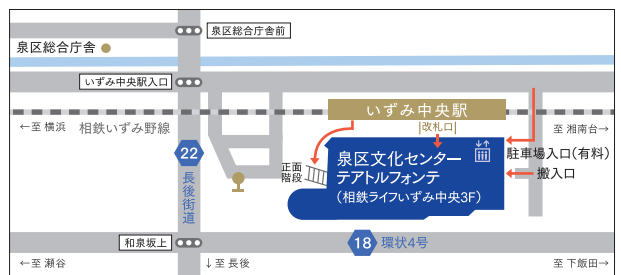 泉区総合庁舎前
泉区総合庁舎
いずみ中央駅入口
いずみ中央駅
←至 横浜
相鉄いずみ野線
改札口
至 湘南台→
22
長後街道
正面
階段
泉区文化センター
テアトルフォンテ
(相鉄ライフいずみ中央3F)
駐車場入口(有料)
搬入口
和泉坂上
18
環状4号
←至 瀬谷
↓至 長後
至 下飯田→